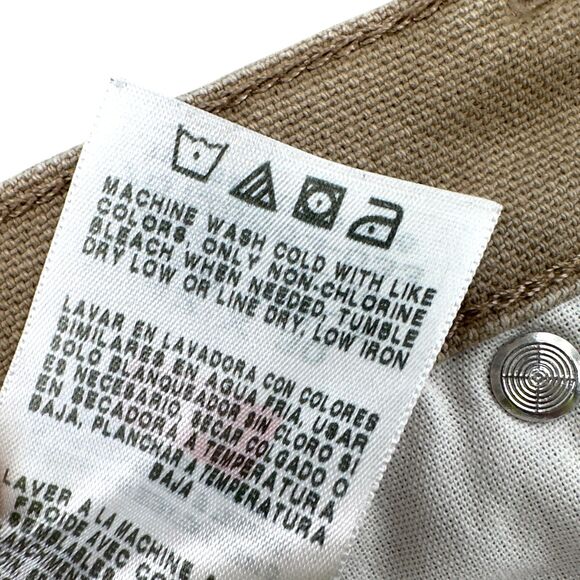 MACHINE WASH COLD WITH LIKE
COLORS, ONLY NON-CHLORINE
BLEACH WHEN NEEDED, TUMBLE
DRY LOW OR LINE DRY, LOW IRON
LAVAR EN LAVADORA CON COLORES
SIMILARES EN AGUA FRIA, USAR
SOLO BLANQUEADOR SIN CLORO SI
ES NECESARIO, SECAR COLGADO O
EN SECADORA A TEMPERATURA
BAJA, PLANCHAR A TEMPERATURA
BAJA
LAVER A LA MACHINE
FROIDE AVEC